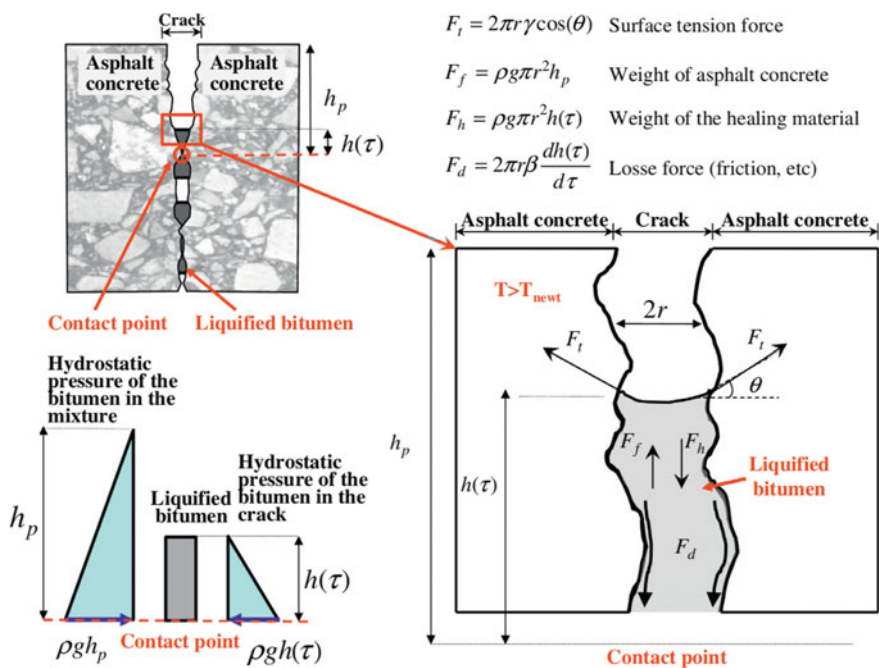 Crack
Asphalt
concrete
Asphalt
concrete
h_p
h(τ)
Contact point
Liquified bitumen
F_t = 2πrγcos(θ) Surface tension force
F_f = ρgπr²h_p Weight of asphalt concrete
F_h = ρgπr²h(τ) Weight of the healing material
F_d = 2πrβ dh(τ)/dτ Losse force (friction, etc)
Asphalt concrete Crack Asphalt concrete
T>T_newt
2r
F_t
F_t
θ
h_p
h(τ)
F_f
F_h
Liquified
bitumen
F_d
Contact point
Hydrostatic
pressure of the
bitumen in the
mixture
h_p
Liquified
bitumen
Hydrostatic
pressure of the
bitumen in the
crack
h(τ)
ρgh_p
Contact point
ρgh(τ)